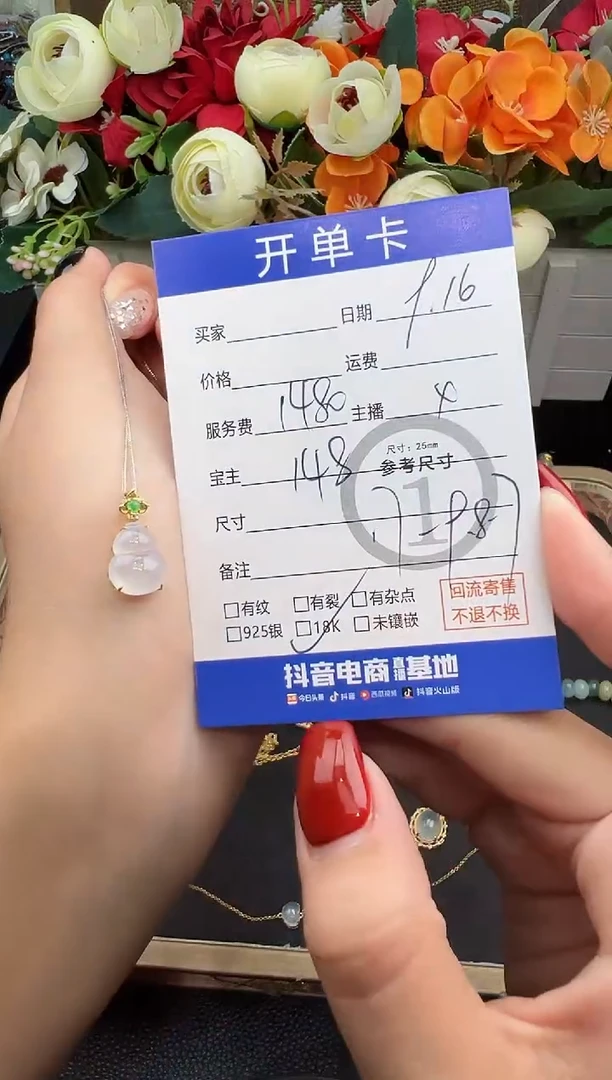 开单卡
买家 日期 9.16
价格 运费
服务费 1480 主播
尺寸：25mm
宝主 148 参考尺寸
1
尺寸
备注
□有纹 □有裂 □有杂点
□925银 □18K □未镶嵌
回流寄售
不退不换
抖音电商直播基地
今日头条 抖音 西瓜视频 抖音火山版